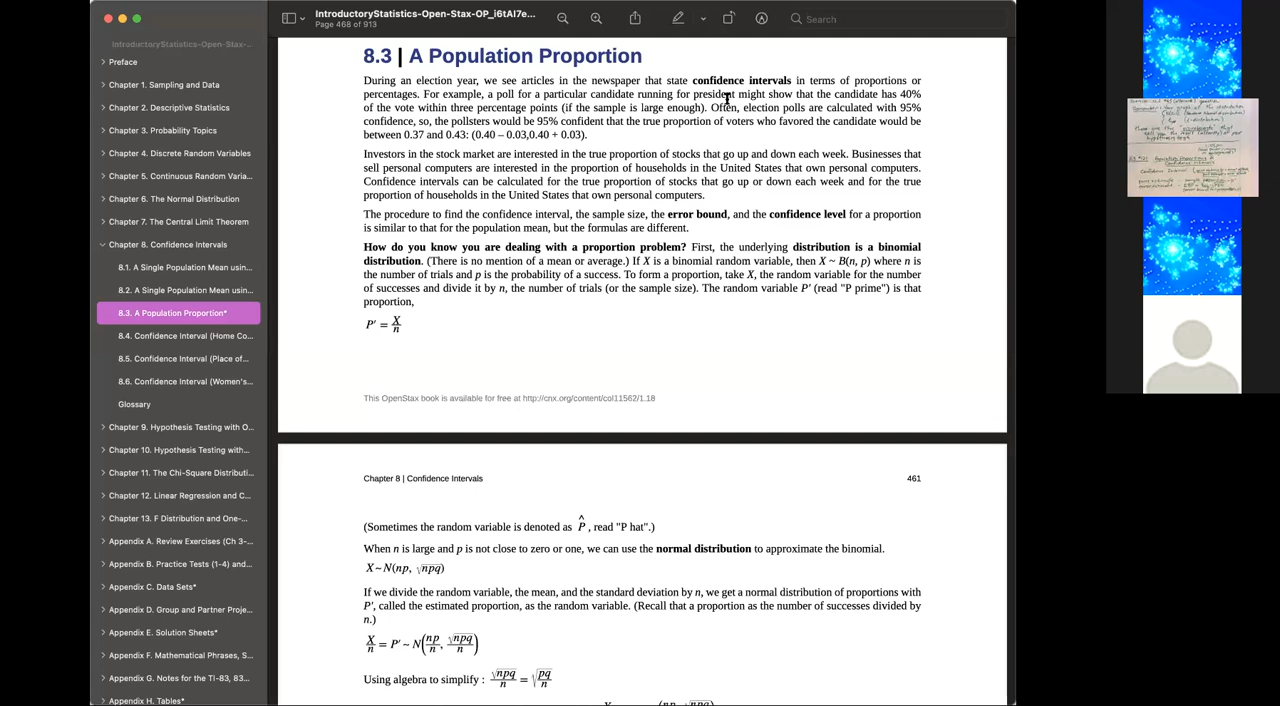 IntroductoryStatistics-Open-Stax-OP_i6tAI7e...
Page 468 of 913
Search
IntroductoryStatistics-Open-Stax-...
Preface
Chapter 1. Sampling and Data
Chapter 2. Descriptive Statistics
Chapter 3. Probability Topics
Chapter 4. Discrete Random Variables
Chapter 5. Continuous Random Varia...
Chapter 6. The Normal Distribution
Chapter 7. The Central Limit Theorem
Chapter 8. Confidence Intervals
8.1. A Single Population Mean usin...
8.2. A Single Population Mean usin...
8.3. A Population Proportion*
8.4. Confidence Interval (Home Co...
8.5. Confidence Interval (Place of...
8.6. Confidence Interval (Women's...
Glossary
Chapter 9. Hypothesis Testing with O...
Chapter 10. Hypothesis Testing with...
Chapter 11. The Chi-Square Distributi...
Chapter 12. Linear Regression and C...
Chapter 13. F Distribution and One-...
Appendix A. Review Exercises (Ch 3-...
Appendix B. Practice Tests (1-4) and...
Appendix C. Data Sets*
Appendix D. Group and Partner Proje...
Appendix E. Solution Sheets*
Appendix F. Mathematical Phrases, S...
Appendix G. Notes for the TI-83, 83...
Appendix H. Tables*
8.3 | A Population Proportion
During an election year, we see articles in the newspaper that state confidence intervals in terms of proportions or
percentages. For example, a poll for a particular candidate running for president might show that the candidate has 40%
of the vote within three percentage points (if the sample is large enough). Often, election polls are calculated with 95%
confidence, so, the pollsters would be 95% confident that the true proportion of voters who favored the candidate would be
between 0.37 and 0.43: (0.40 – 0.03,0.40 + 0.03).
Investors in the stock market are interested in the true proportion of stocks that go up and down each week. Businesses that
sell personal computers are interested in the proportion of households in the United States that own personal computers.
Confidence intervals can be calculated for the true proportion of stocks that go up or down each week and for the true
proportion of households in the United States that own personal computers.
The procedure to find the confidence interval, the sample size, the error bound, and the confidence level for a proportion
is similar to that for the population mean, but the formulas are different.
How do you know you are dealing with a proportion problem? First, the underlying distribution is a binomial
distribution. (There is no mention of a mean or average.) If X is a binomial random variable, then X ~ B(n, p) where n is
the number of trials and p is the probability of a success. To form a proportion, take X, the random variable for the number
of successes and divide it by n, the number of trials (or the sample size). The random variable P′ (read "P prime") is that
proportion,
P′ = X/n
This OpenStax book is available for free at http://cnx.org/content/col11562/1.18
Chapter 8 | Confidence Intervals 461
(Sometimes the random variable is denoted as P̂ , read "P hat".)
When n is large and p is not close to zero or one, we can use the normal distribution to approximate the binomial.
X~N(np, √npq)
If we divide the random variable, the mean, and the standard deviation by n, we get a normal distribution of proportions with
P′, called the estimated proportion, as the random variable. (Recall that a proportion as the number of successes divided by
n.)
X/n = P′ ~ N(np/n, √npq/n)
Using algebra to simplify : √npq/n = √pq/n